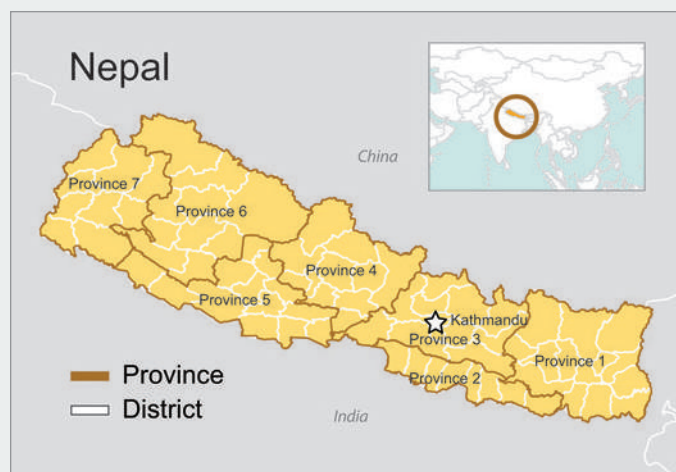 Nepal
China
Province 7
Province 6
Province 4
Province 5
Kathmandu
Province 3
Province 1
Province 2
Province
District
India